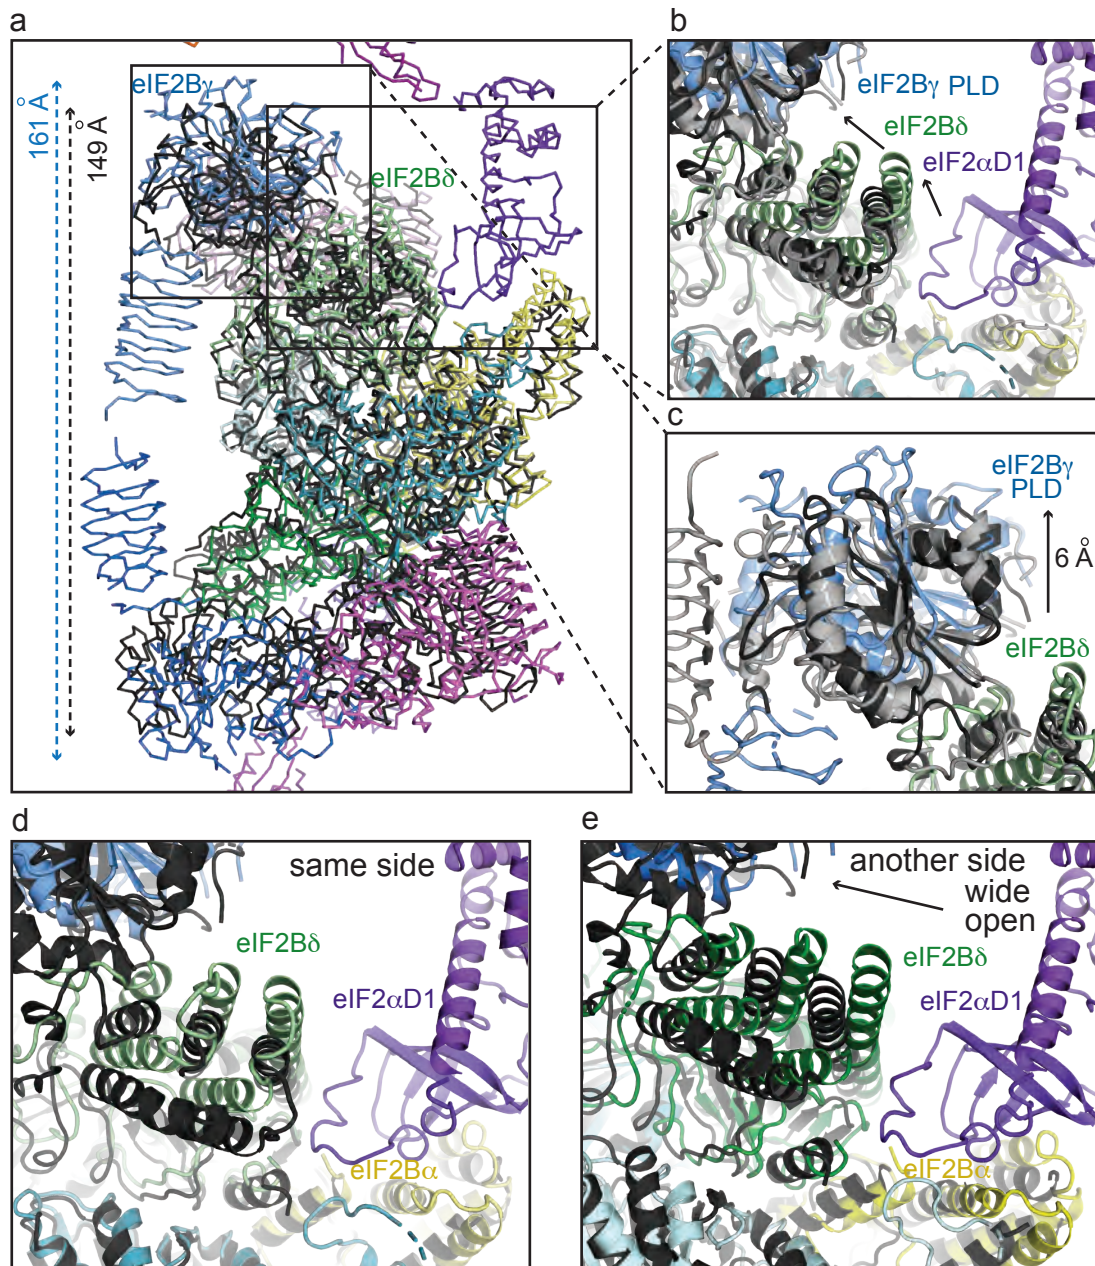 a
161 Å
149 Å
eIF2Bγ
eIF2Bδ
b
eIF2Bγ PLD
eIF2Bδ
eIF2αD1
c
eIF2Bγ
PLD
6 Å
eIF2Bδ
d
same side
eIF2Bδ
eIF2αD1
eIF2Bα
e
another side
wide
open
eIF2Bδ
eIF2αD1
eIF2Bα